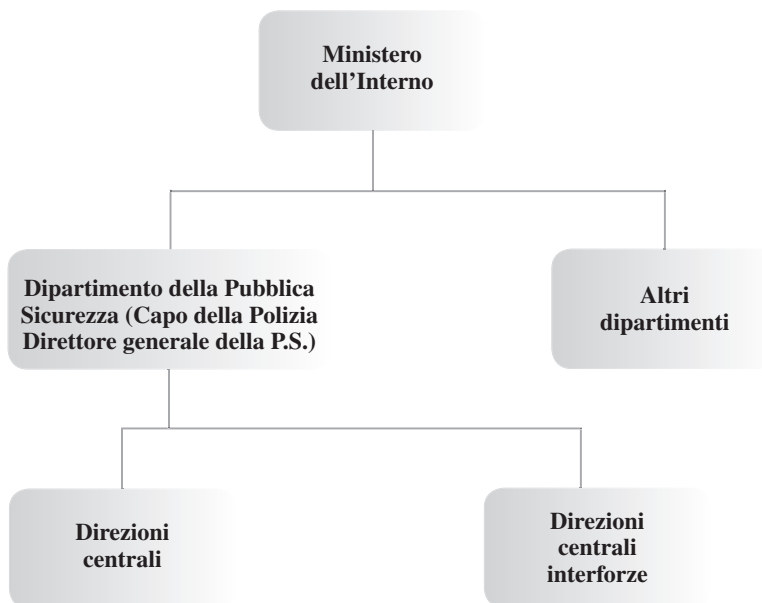 Ministero
dell'Interno
Dipartimento della Pubblica
Sicurezza (Capo della Polizia
Direttore generale della P.S.)
Altri
dipartimenti
Direzioni
centrali
Direzioni
centrali
interforze